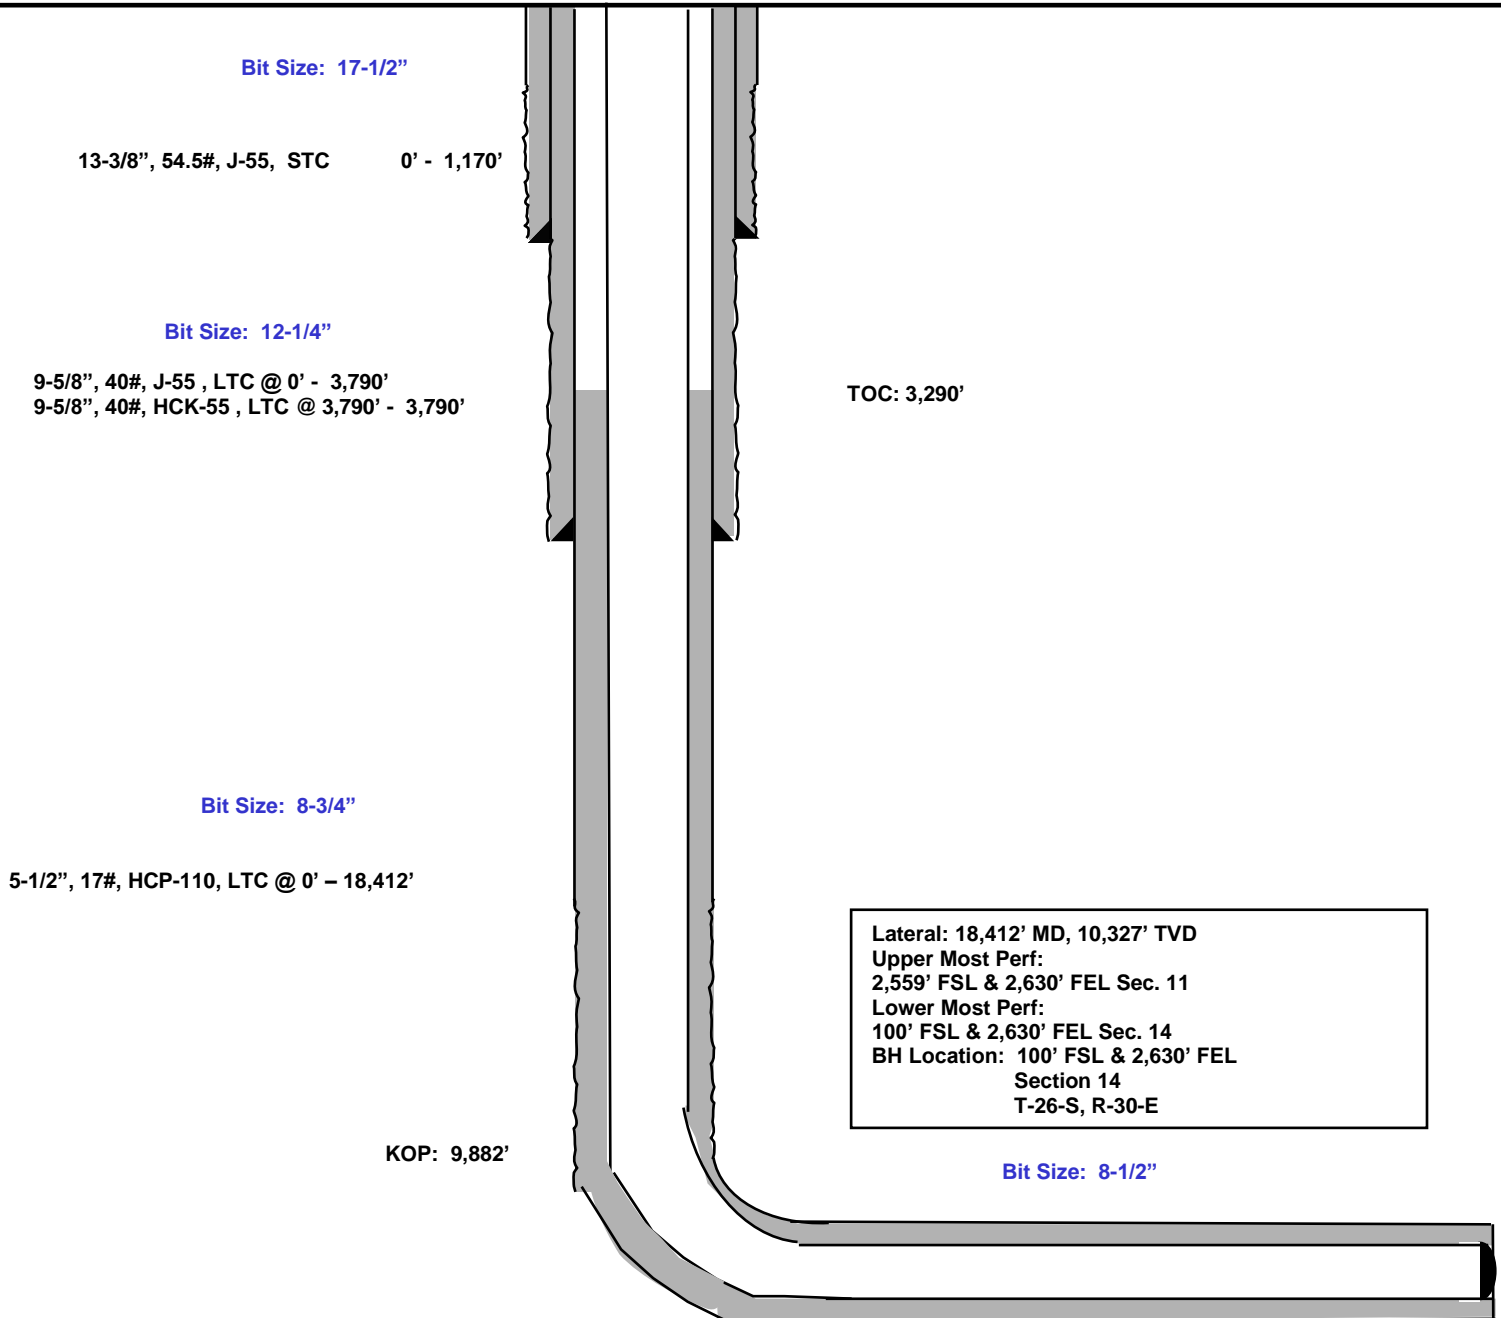 Bit Size: 17-1/2”
13-3/8”, 54.5#, J-55, STC 0’ - 1,170’
Bit Size: 12-1/4”
9-5/8”, 40#, J-55 , LTC @ 0’ - 3,790’
9-5/8”, 40#, HCK-55 , LTC @ 3,790’ - 3,790’
TOC: 3,290’
Bit Size: 8-3/4”
5-1/2”, 17#, HCP-110, LTC @ 0’ – 18,412’
Lateral: 18,412’ MD, 10,327’ TVD
Upper Most Perf:
2,559’ FSL & 2,630’ FEL Sec. 11
Lower Most Perf:
100’ FSL & 2,630’ FEL Sec. 14
BH Location: 100’ FSL & 2,630’ FEL
Section 14
T-26-S, R-30-E
KOP: 9,882’
Bit Size: 8-1/2”